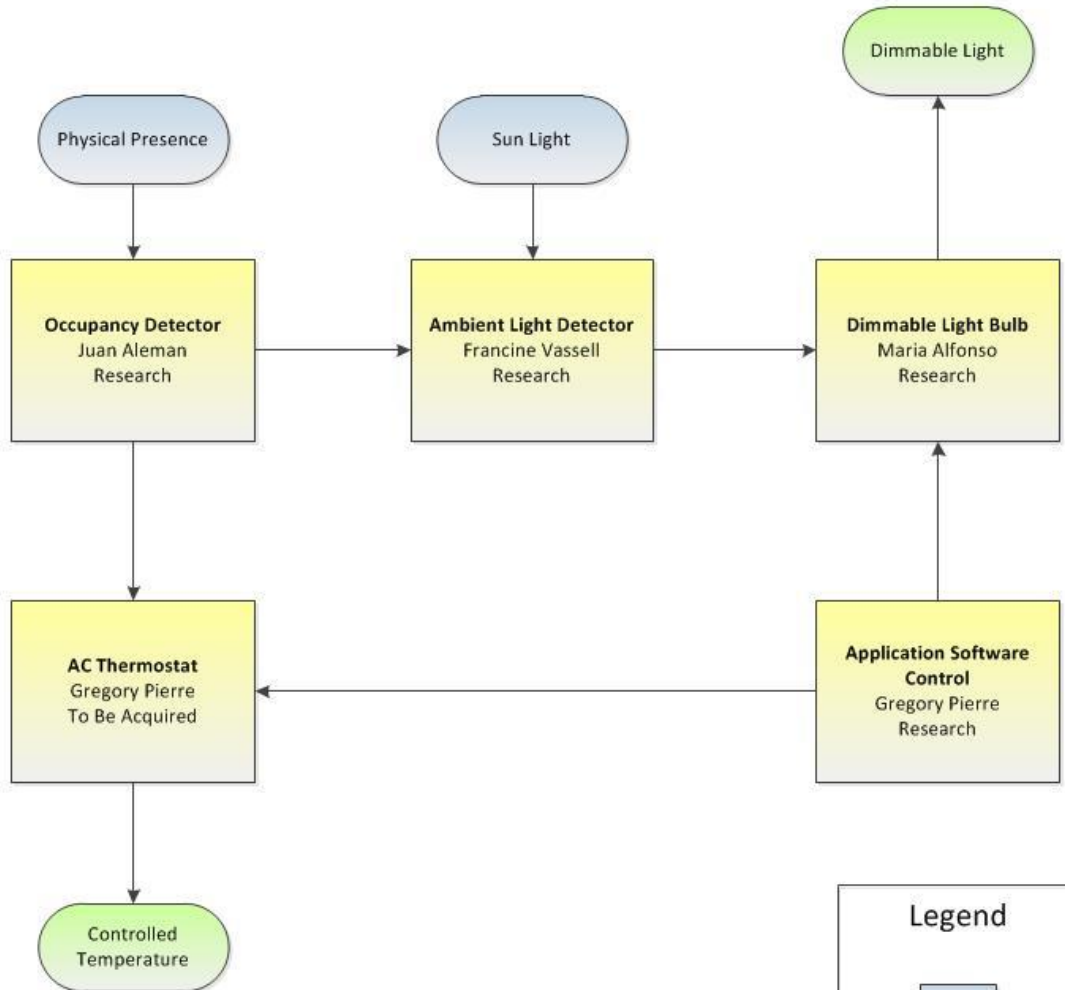 Dimmable Light
Physical Presence
Sun Light
Occupancy Detector
Juan Aleman
Research
Ambient Light Detector
Francine Vassell
Research
Dimmable Light Bulb
Maria Alfonso
Research
AC Thermostat
Gregory Pierre
To Be Acquired
Application Software
Control
Gregory Pierre
Research
Controlled
Temperature
Legend